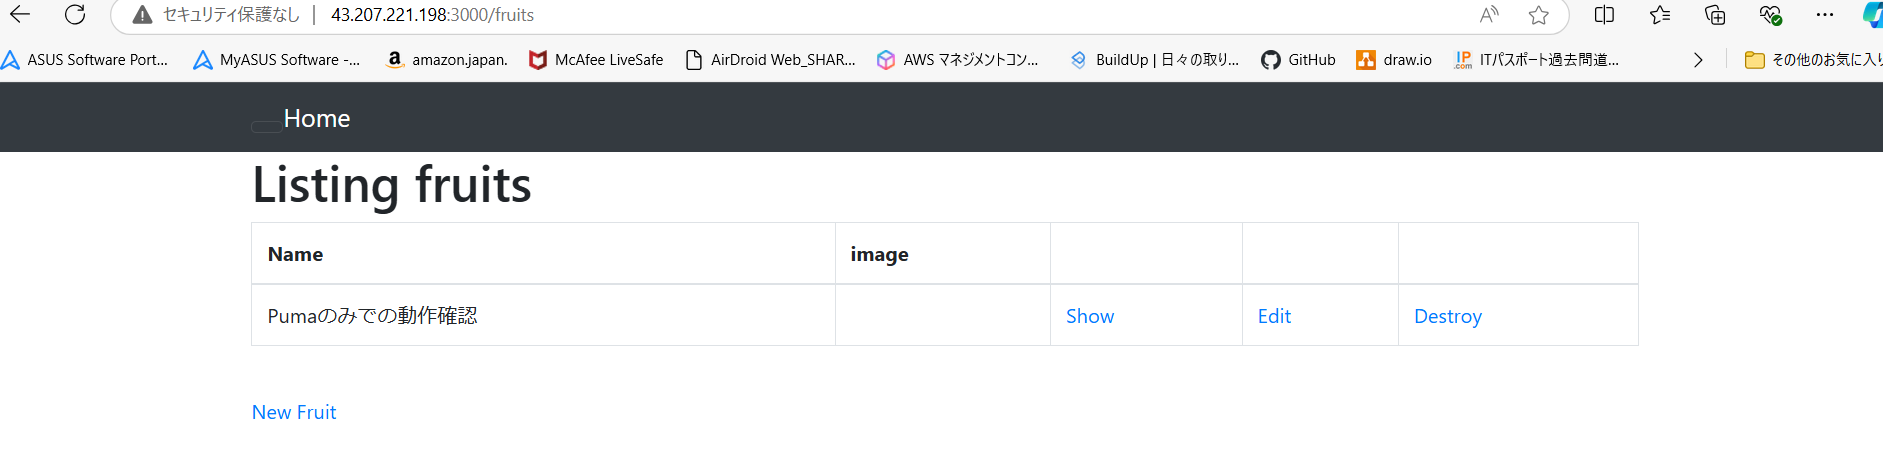 セキュリティ保護なし 43.207.221.198:3000/fruits
ASUS Software Port... MyASUS Software -... amazon.japan. McAfee LiveSafe AirDroid Web_SHAR... AWS マネジメントコン... BuildUp | 日々の取り... GitHub draw.io ITパスポート過去問道... その他のお気に入り
Home
Listing fruits
Name image
Pumaのみでの動作確認 Show Edit Destroy
New Fruit